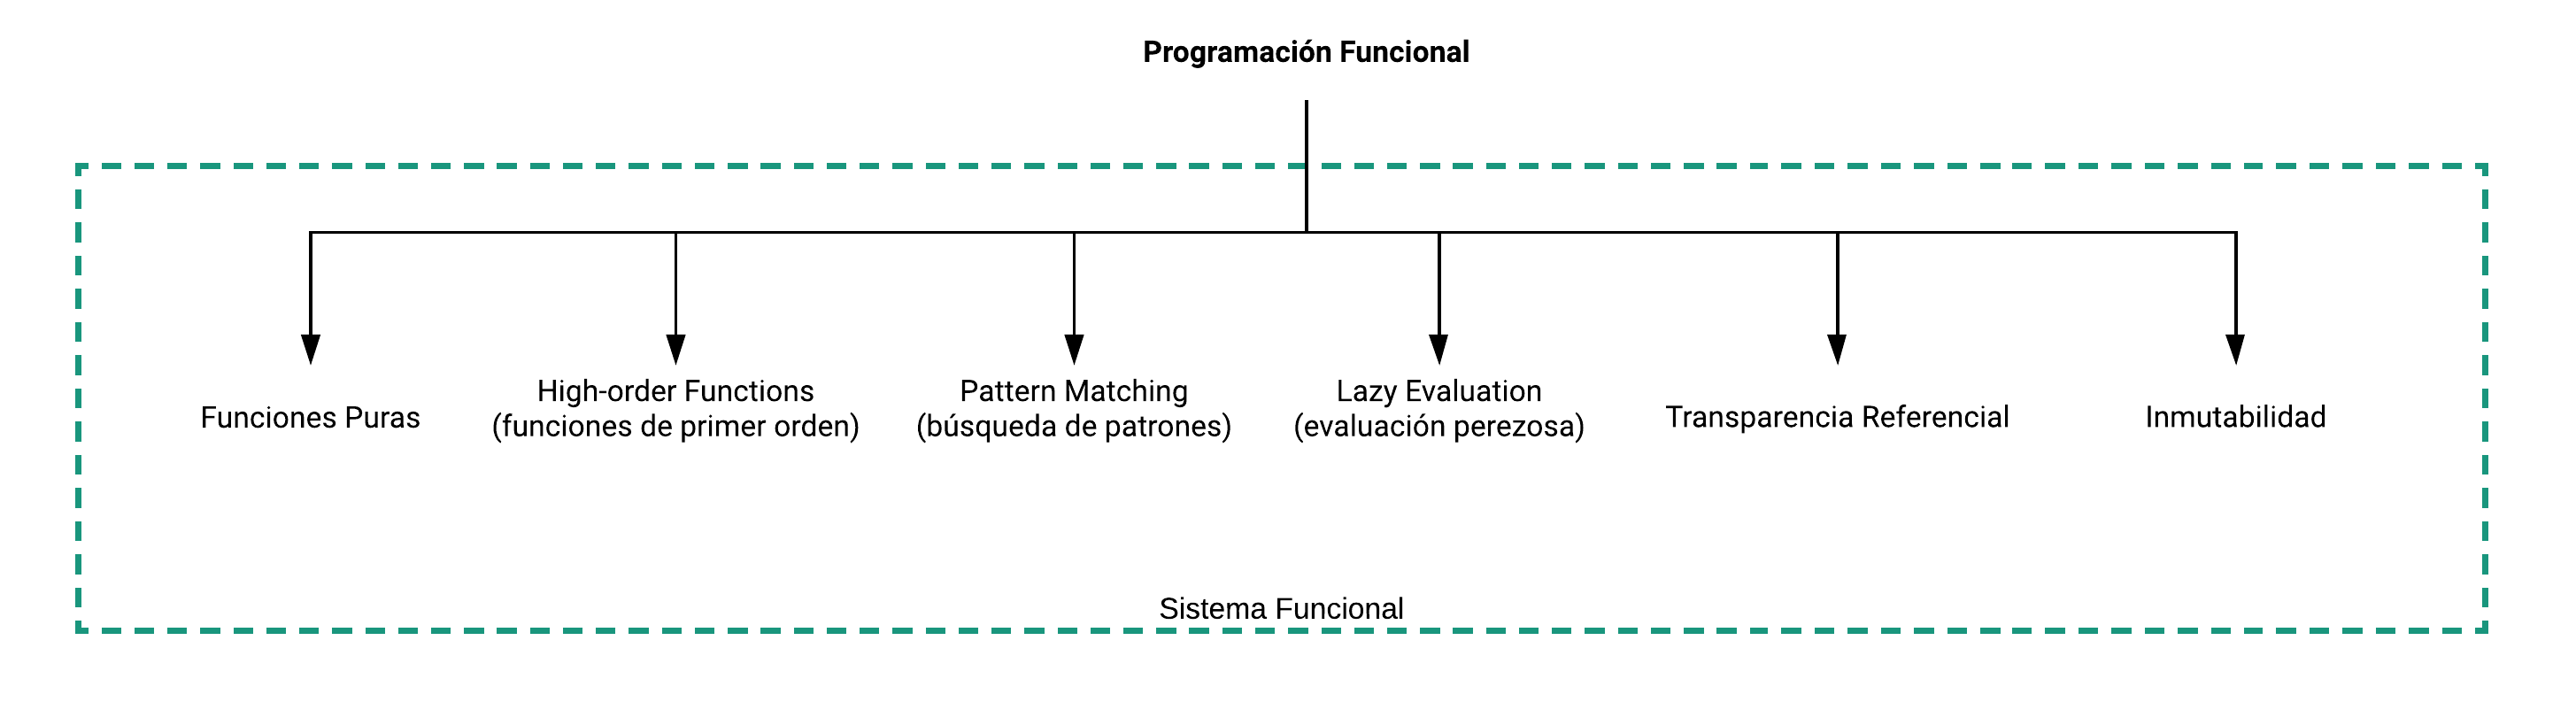 Programación Funcional
Funciones Puras
High-order Functions
(funciones de primer orden)
Pattern Matching
(búsqueda de patrones)
Lazy Evaluation
(evaluación perezosa)
Transparencia Referencial
Inmutabilidad
Sistema Funcional